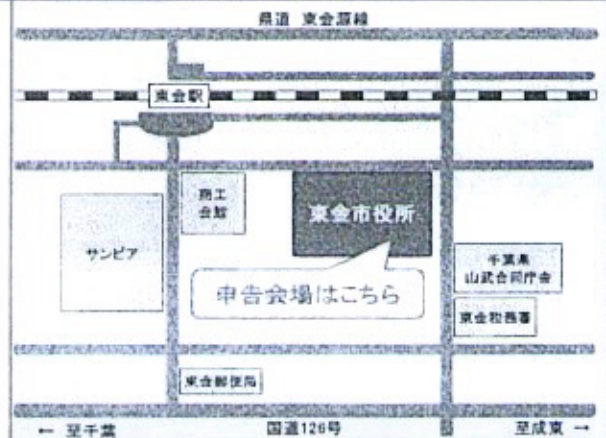 県道 東金源線
東金駅
商工
会館
東金市役所
サンピア
千葉県
山武合同庁舎
申告会場はこちら
東金税務署
東金郵便局
← 至千葉
国道126号
至成東 →